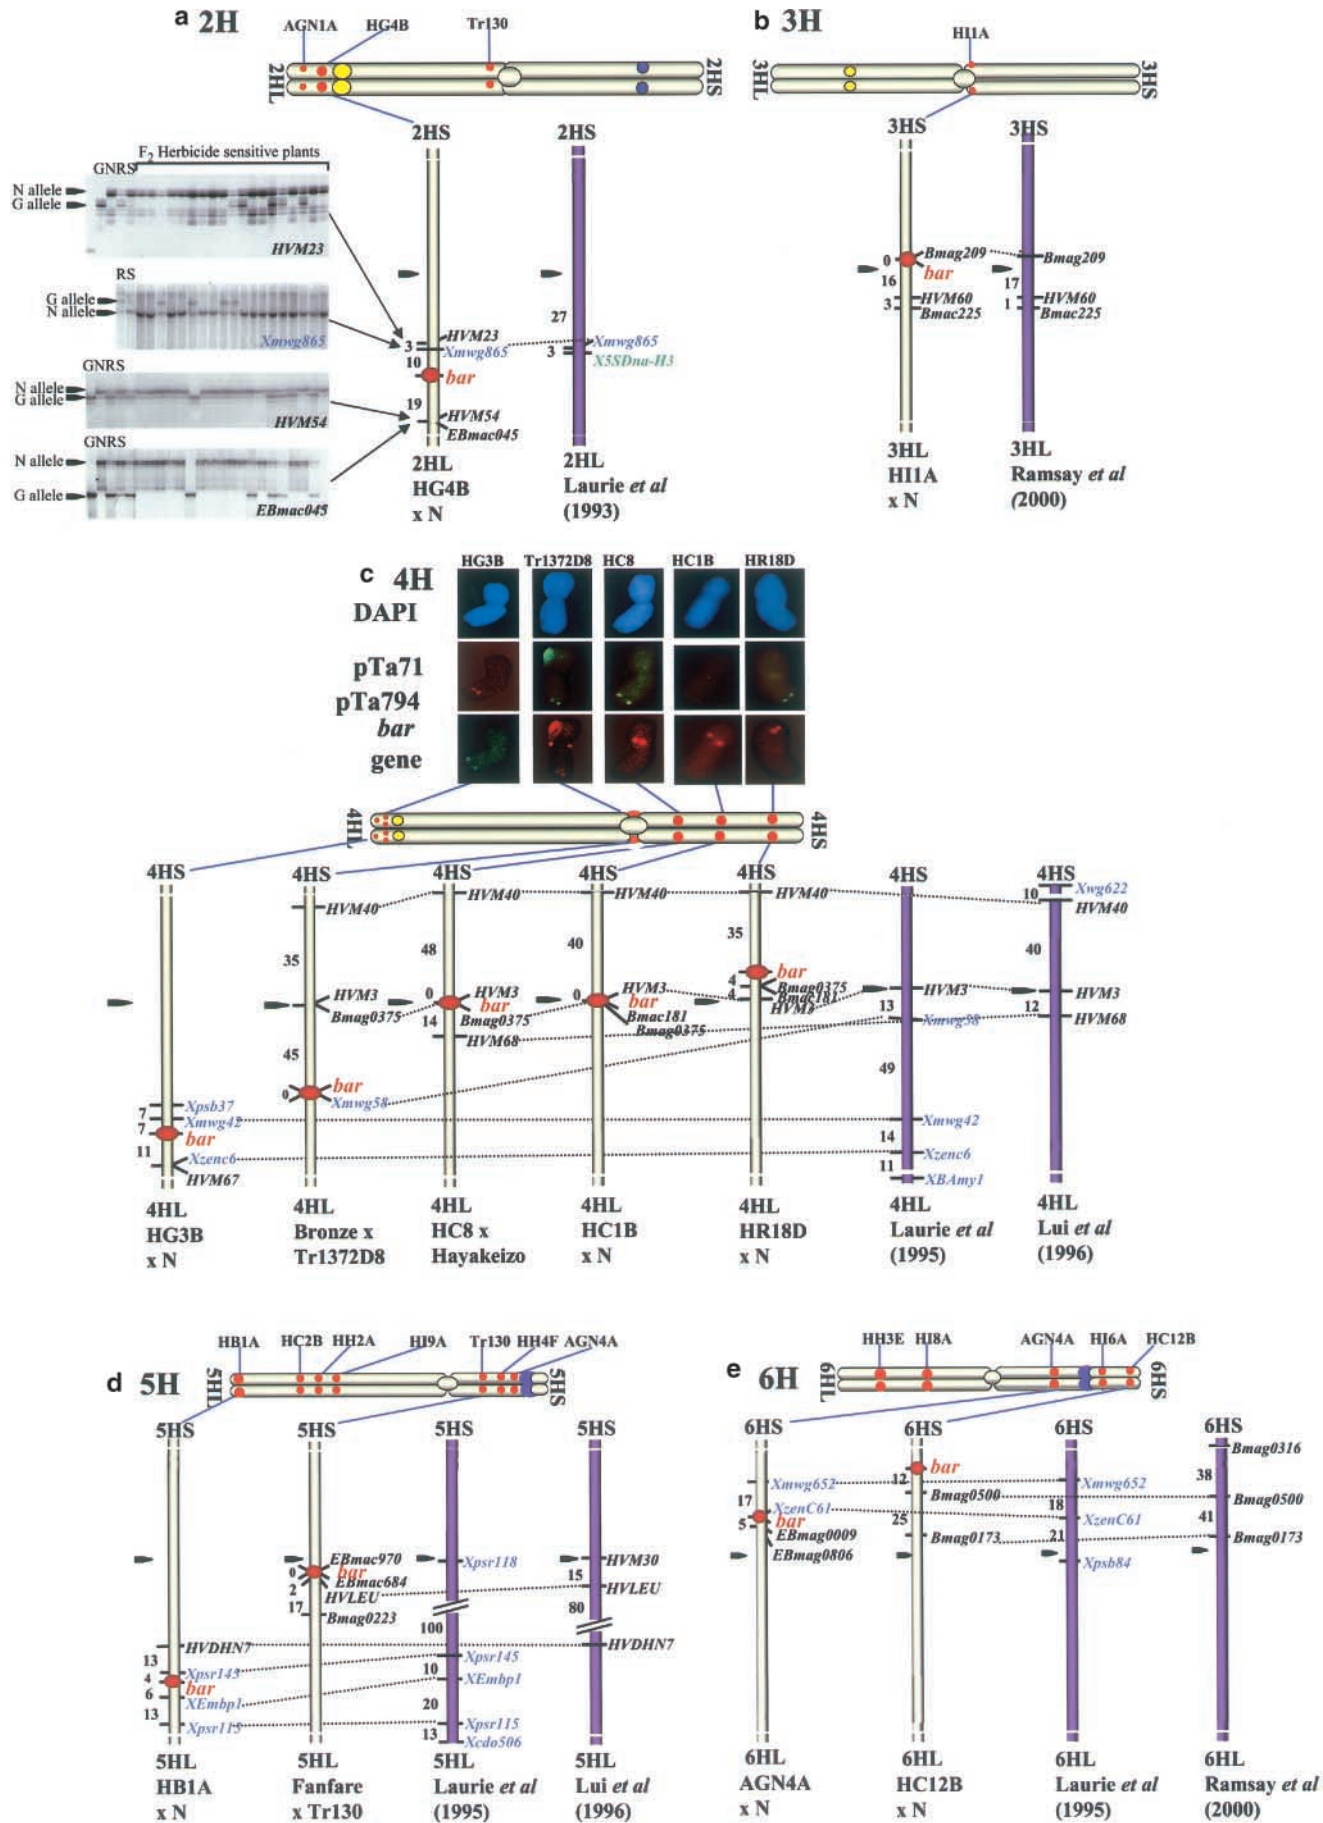 a 2H
AGN1A HG4B Tr130
2HL 2HS
2HS 2HS
F2 Herbicide sensitive plants
GNRS
N allele
G allele
HVM23
RS
G allele
N allele
Xmwg865
GNRS
N allele
G allele
HVM54
GNRS
N allele
G allele
EBmac045
3 HVM23
Xmwg865
10
bar
19
HVM54
EBmac045
27
Xmwg865
3
X5SDna-H3
2HL 2HL
HG4B Laurie et al
x N (1993)
b 3H
HI1A
3HL 3HS
3HS 3HS
0 Bmag209 Bmag209
bar
16 17
3 HVM60 1 HVM60
Bmac225 Bmac225
3HL 3HL
HI1A Ramsay et al
x N (2000)
c 4H
HG3B Tr1372D8 HC8 HC1B HR18D
DAPI
pTa71
pTa794
bar
gene
4HL 4HS
4HS 4HS 4HS 4HS 4HS 4HS 4HS
7 Xpsb37
Xmwg42
7 bar
11 Xzenc6
HVM67
HVM40
35
HVM3
Bmag0375
45
0 bar
Xmwg58
HVM40
48
0 HVM3
bar
Bmag0375
14
HVM68
HVM40
40
HVM3
0 bar
Bmac181
Bmag0375
HVM40
35
bar
4 Bmag0375
Bmac181
4 HVM3
HVM3
13
Xmwg58
49
Xmwg42
14
Xzenc6
11
XBAmy1
10 Xwg622
HVM40
40
HVM3
12
HVM68
4HL 4HL 4HL 4HL 4HL 4HL 4HL
HG3B Bronze x HC8 x HC1B HR18D Laurie et al Lui et al
x N Tr1372D8 Hayakeizo x N x N (1995) (1996)
d 5H
HB1A HC2B HH2A HI9A Tr130 HH4F AGN4A
5HL 5HS
5HS 5HS 5HS 5HS
HVDHN7
13
Xpsr145
4
bar
6
XEmbp1
13
Xpsr115
EBmac970
0 bar
EBmac684
2
HVLEU
17
Bmag0223
Xpsr118
100
Xpsr145
10
XEmbp1
20
Xpsr115
13
Xcdo506
HVM30
15
HVLEU
80
HVDHN7
5HL 5HL 5HL 5HL
HB1A Fanfare Laurie et al Lui et al
x N x Tr130 (1995) (1996)
e 6H
HH3E HI8A AGN4A HI6A HC12B
6HL 6HS
6HS 6HS 6HS 6HS
Xmwg652
17
XzenC61
bar
5
EBmag0009
EBmag0806
bar
12
Bmag0500
25
Bmag0173
Xmwg652
18
XzenC61
21
Xpsb84
Bmag0316
38
Bmag0500
41
Bmag0173
6HL 6HL 6HL 6HL
AGN4A HC12B Laurie et al Ramsay et al
x N x N (1995) (2000)